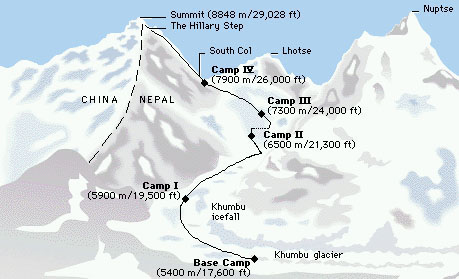 Nuptse
Summit (8848 m/29,028 ft)
The Hillary Step
South Col
Lhotse
Camp IV
(7900 m/26,000 ft)
CHINA
NEPAL
Camp III
(7300 m/24,000 ft)
Camp II
(6500 m/21,300 ft)
Camp I
(5900 m/19,500 ft)
Khumbu
icefall
Base Camp
(5400 m/17,600 ft)
Khumbu glacier